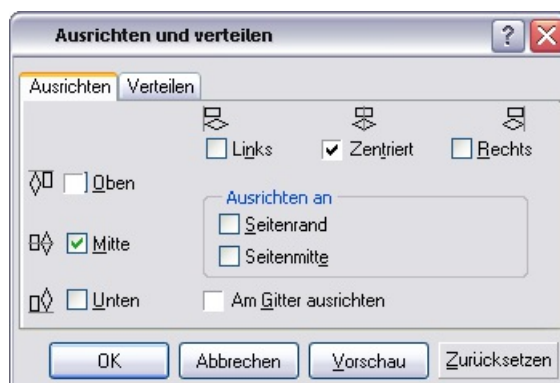 Ausrichten und verteilen
Ausrichten Verteilen
Links Zentriert Rechts
Oben
Ausrichten an
Seitenrand
Mitte
Seitenmitte
Unten Am Gitter ausrichten
OK Abbrechen Vorschau Zurücksetzen